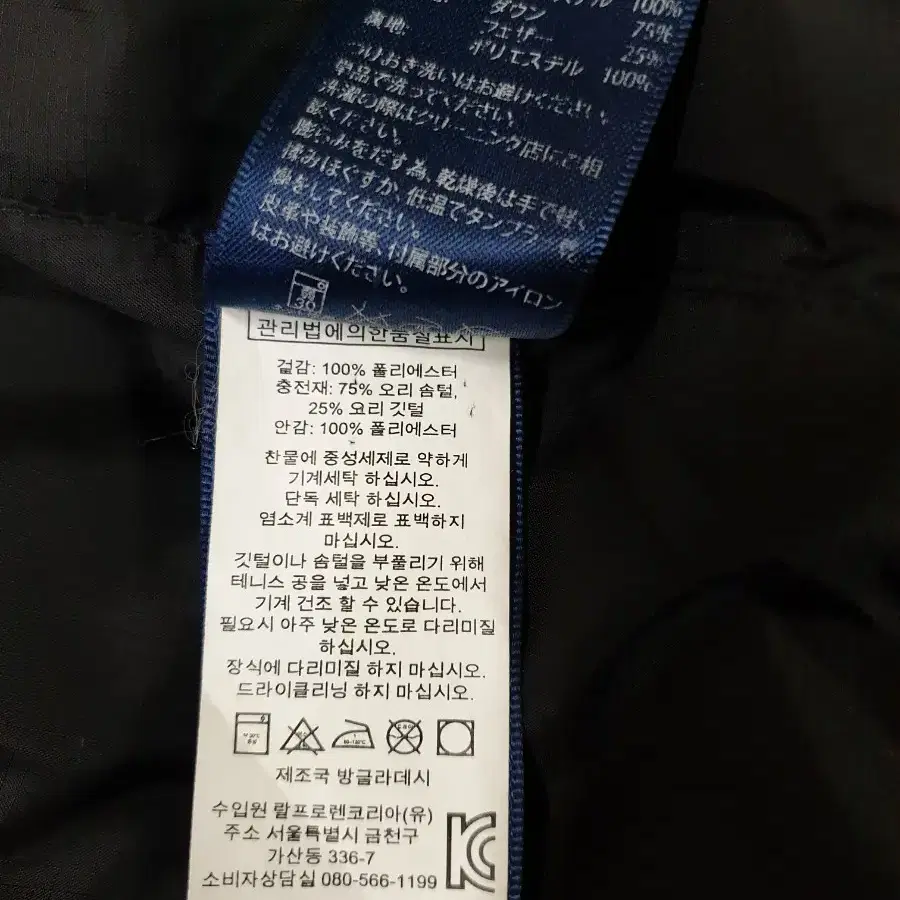 ポリエステル 100%
ダウン 75%
フェザー 25%
裏地: ポリエステル 100%
つけおき洗いはお避けください。
単品で洗ってください。
洗濯の際はクリーニング店にご相
談ください。
膨らみをだす為、乾燥後は手で軽く
揉みほぐすか、低温でタンブラー乾
燥をしてください。
皮革や装飾等、付属部分のアイロン
はお避けください。
弱
30
관리법에의한품질표시
겉감: 100% 폴리에스터
충전재: 75% 오리 솜털,
25% 요리 깃털
안감: 100% 폴리에스터
찬물에 중성세제로 약하게
기계세탁 하십시오.
단독 세탁 하십시오.
염소계 표백제로 표백하지
마십시오.
깃털이나 솜털을 부풀리기 위해
테니스 공을 넣고 낮은 온도에서
기계 건조 할 수 있습니다.
필요시 아주 낮은 온도로 다리미질
하십시오.
장식에 다리미질 하지 마십시오.
드라이클리닝 하지 마십시오.
제조국 방글라데시
수입원 랄프로렌코리아(유)
주소 서울특별시 금천구
가산동 336-7
소비자상담실 080-566-1199